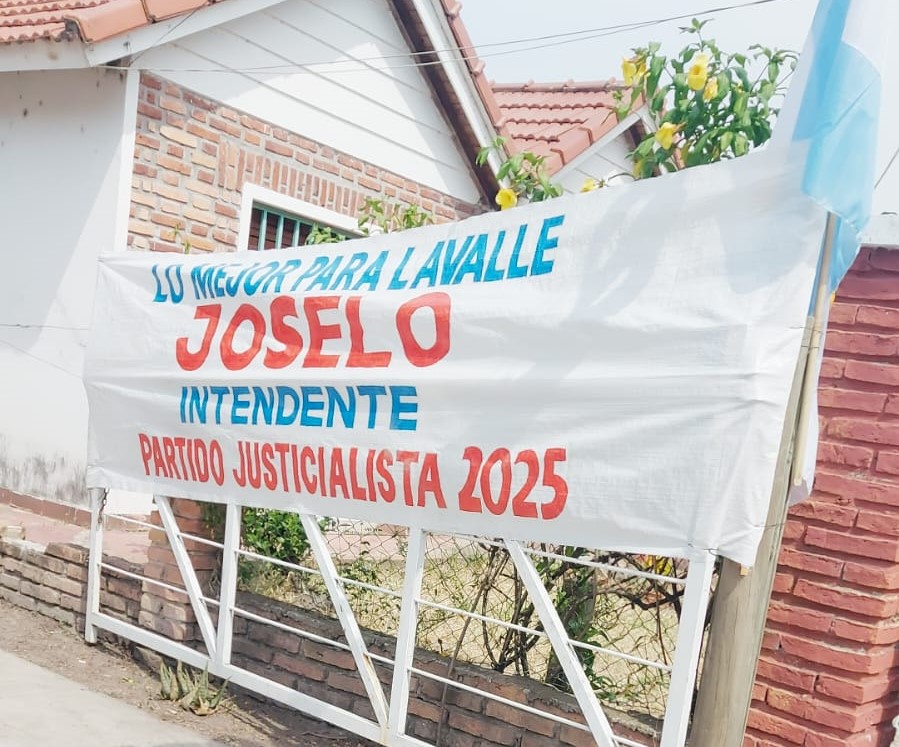 LO MEJOR PARA LAVALLE
JOSELO
INTENDENTE
PARTIDO JUSTICIALISTA 2025